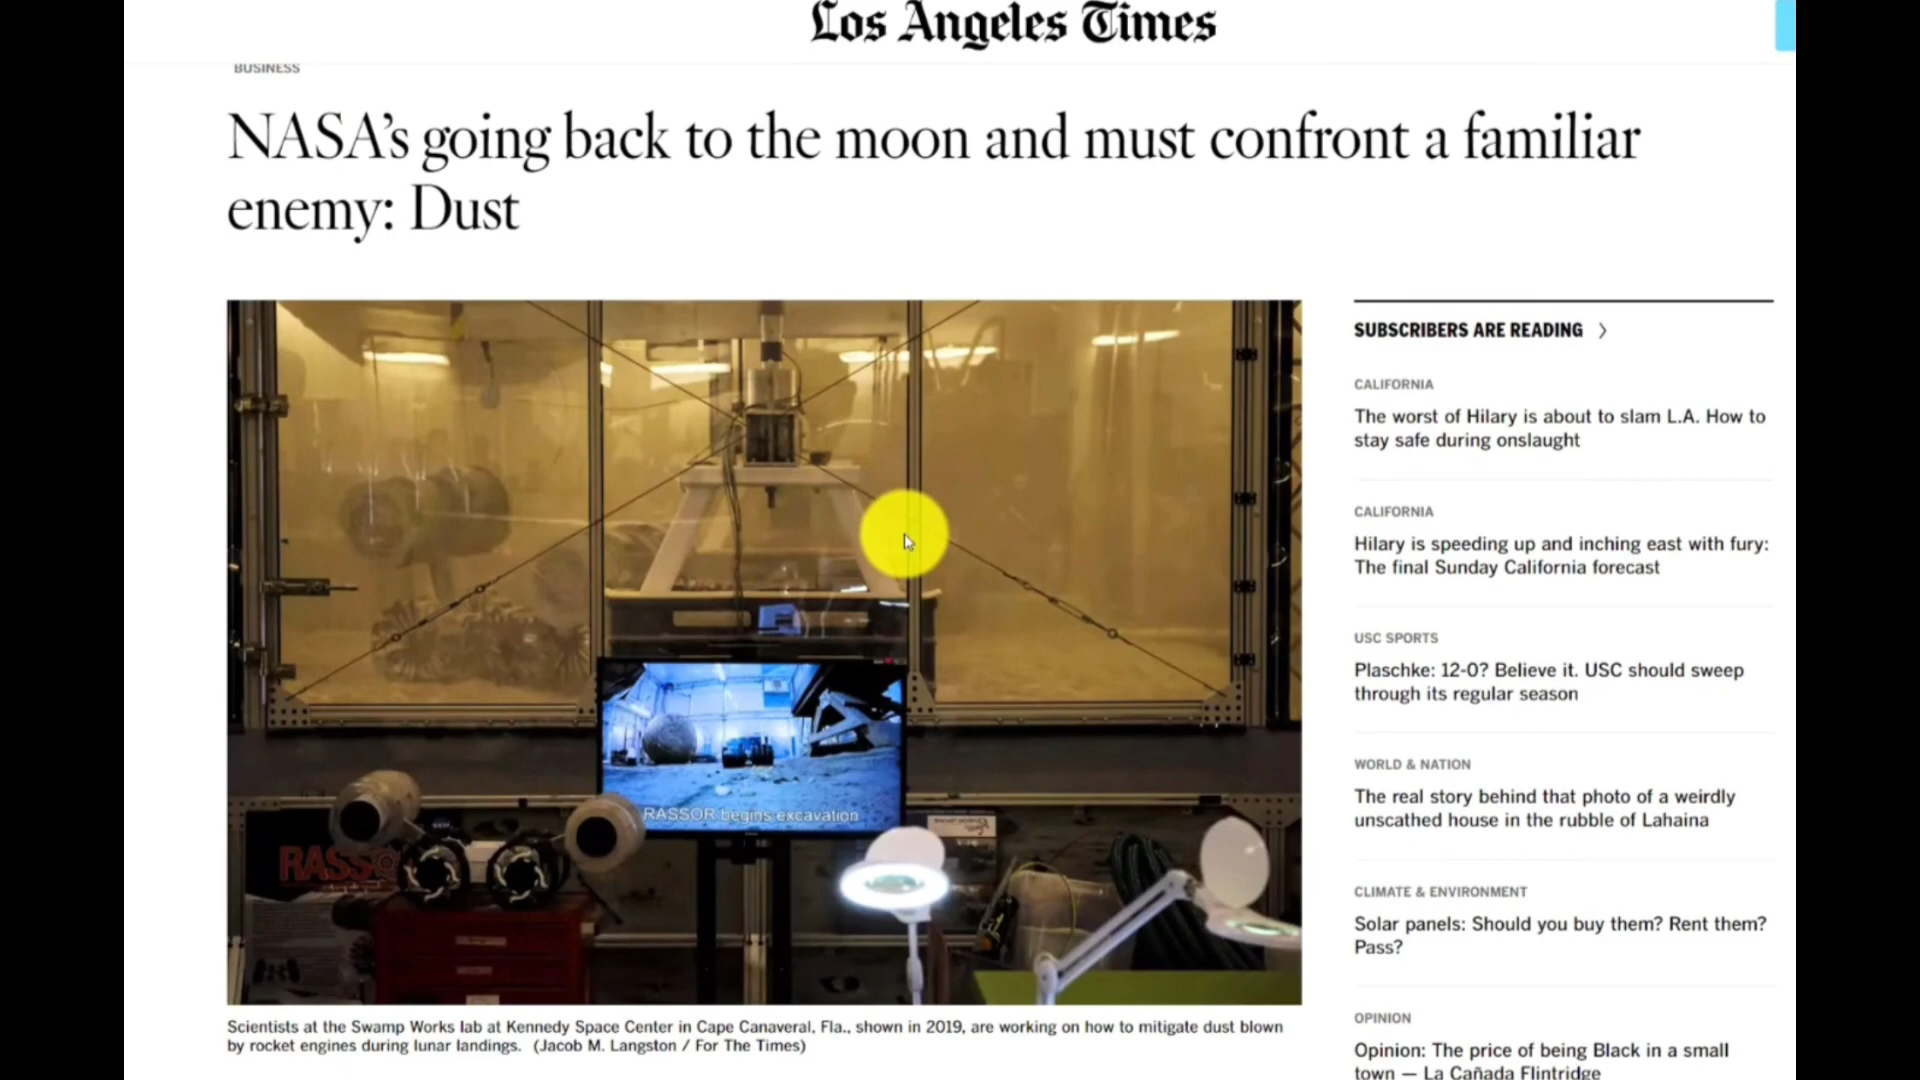 Los Angeles Times
BUSINESS
NASA's going back to the moon and must confront a familiar
enemy: Dust
RASSOR begins excavation
RASSO
Scientists at the Swamp Works lab at Kennedy Space Center in Cape Canaveral, Fla., shown in 2019, are working on how to mitigate dust blown
by rocket engines during lunar landings. (Jacob M. Langston / For The Times)
SUBSCRIBERS ARE READING
CALIFORNIA
The worst of Hilary is about to slam L.A. How to
stay safe during onslaught
CALIFORNIA
Hilary is speeding up and inching east with fury:
The final Sunday California forecast
USC SPORTS
Plaschke: 12-0? Believe it. USC should sweep
through its regular season
WORLD & NATION
The real story behind that photo of a weirdly
unscathed house in the rubble of Lahaina
CLIMATE & ENVIRONMENT
Solar panels: Should you buy them? Rent them?
Pass?
OPINION
Opinion: The price of being Black in a small
town — La Cañada Flintridge